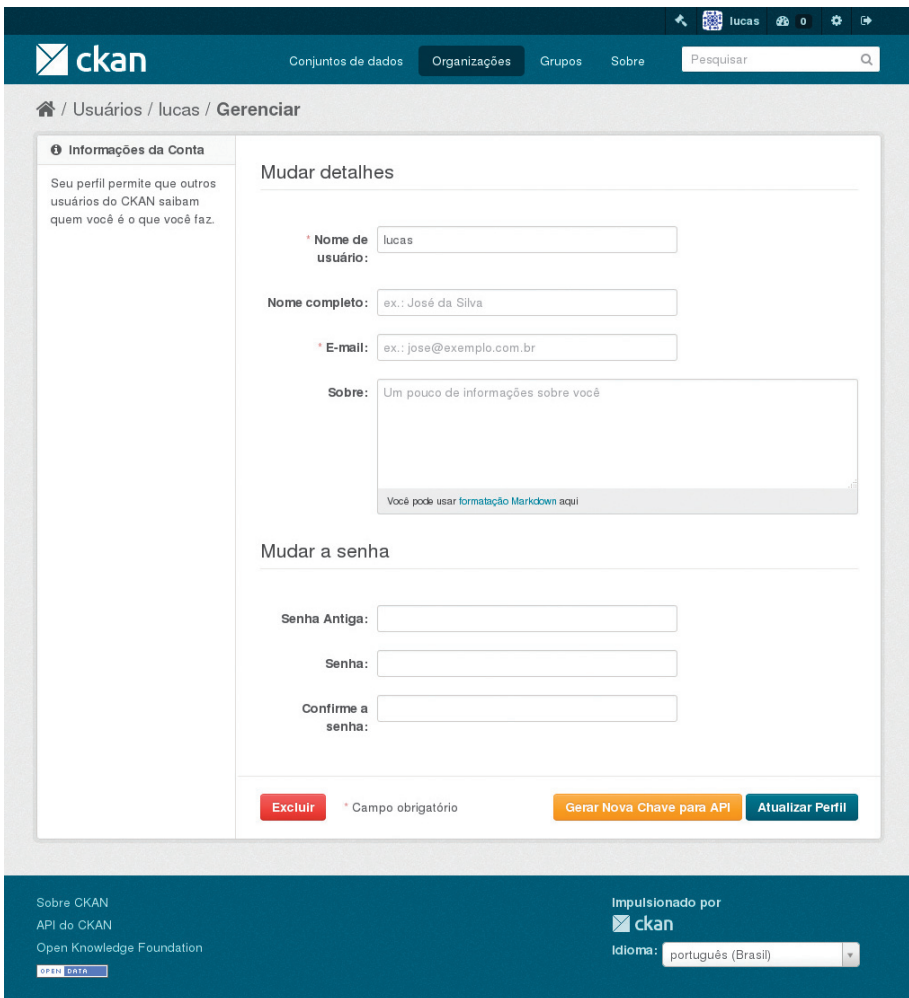 lucas 0
ckan
Conjuntos de dados Organizações Grupos Sobre Pesquisar
/ Usuários / lucas / Gerenciar
Informações da Conta
Seu perfil permite que outros
usuários do CKAN saibam
quem você é o que você faz.
Mudar detalhes
* Nome de
usuário:
lucas
Nome completo: ex.: José da Silva
* E-mail: ex.: jose@exemplo.com.br
Sobre: Um pouco de informações sobre você
Você pode usar formatação Markdown aqui
Mudar a senha
Senha Antiga:
Senha:
Confirme a
senha:
Excluir * Campo obrigatório Gerar Nova Chave para API Atualizar Perfil
Sobre CKAN
API do CKAN
Open Knowledge Foundation
OPEN DATA
Impulsionado por
ckan
Idioma: português (Brasil)